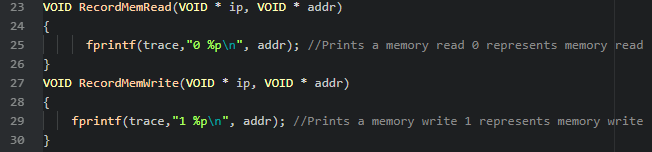 23 VOID RecordMemRead(VOID * ip, VOID * addr)
24 {
25 fprintf(trace,"0 %p\n", addr); //Prints a memory read 0 represents memory read
26 }
27 VOID RecordMemWrite(VOID * ip, VOID * addr)
28 {
29 fprintf(trace,"1 %p\n", addr); //Prints a memory write 1 represents memory write
30 }